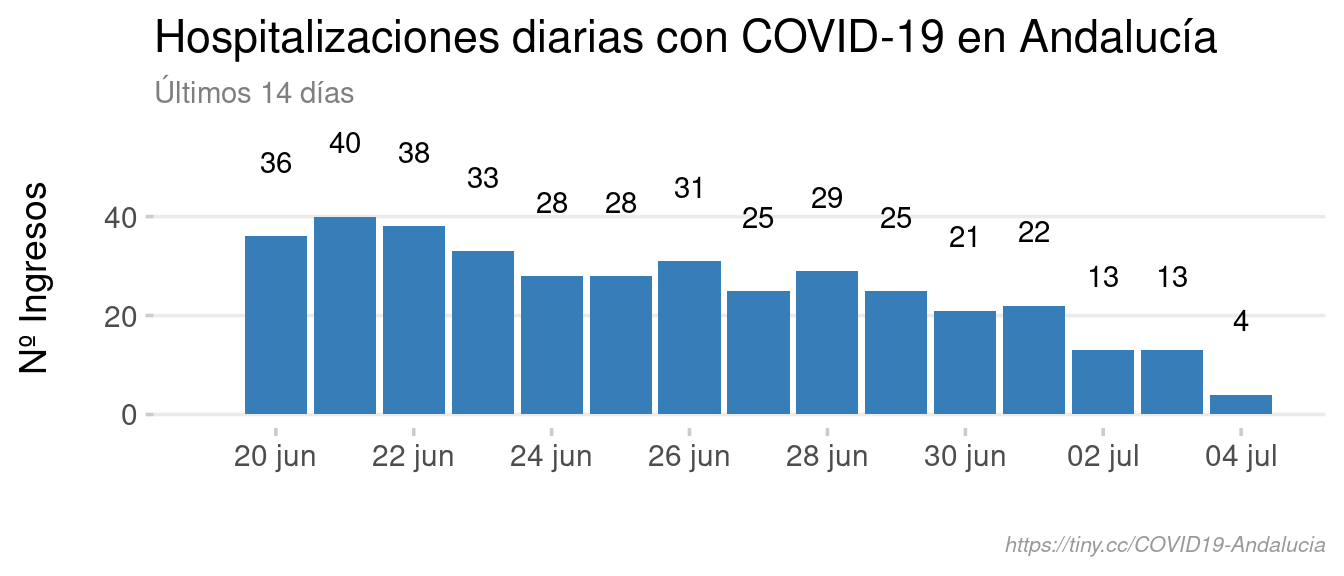 Hospitalizaciones diarias con COVID-19 en Andalucía
Últimos 14 días
Nº Ingresos
36 40 38 33 28 28 31 25 29 25 21 22 13 13 4
40
20
0
20 jun 22 jun 24 jun 26 jun 28 jun 30 jun 02 jul 04 jul
https://tiny.cc/COVID19-Andalucia